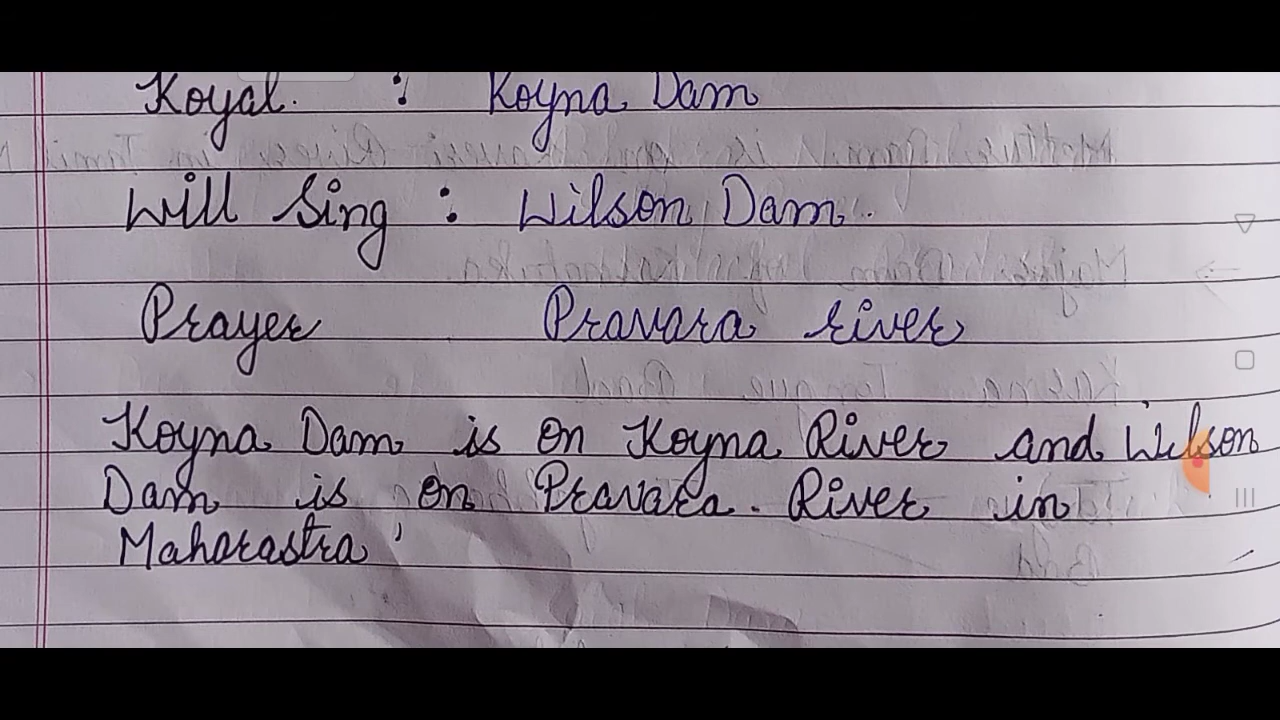 Koyal. : Koyna Dam
Will Sing : Wilson Dam.
Prayer Pravara river
Koyna Dam is on Koyna River and Wilson
Dam is on Pravara. River in
Maharastra